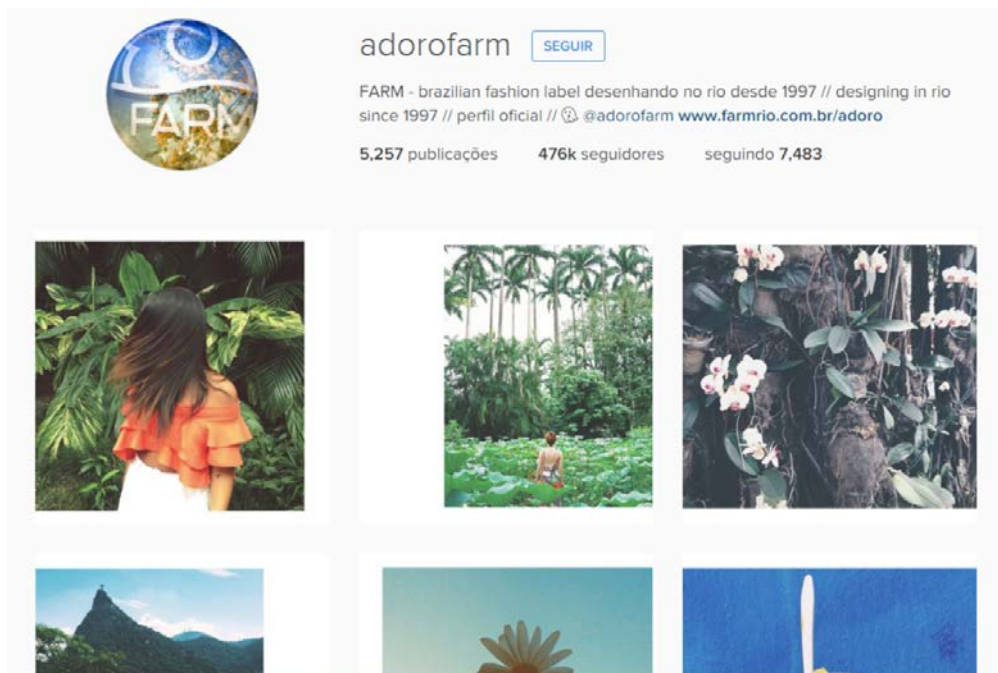 FARM
adorofarm SEGUIR
FARM - brazilian fashion label desenhando no rio desde 1997 // designing in rio
since 1997 // perfil oficial // @adorofarm www.farmrio.com.br/adoro
5,257 publicações 476k seguidores seguindo 7,483